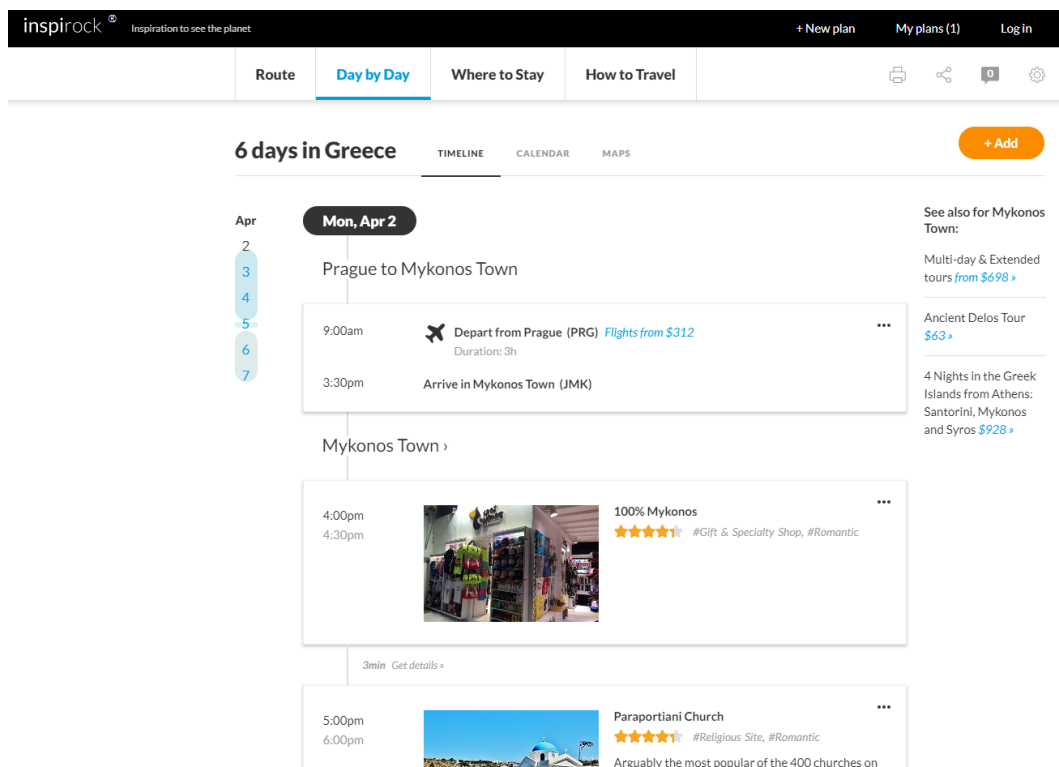 inspirock ® Inspiration to see the planet
+ New plan My plans (1) Log in
Route Day by Day Where to Stay How to Travel 0
6 days in Greece TIMELINE CALENDAR MAPS + Add
Apr
2
3
4
5
6
7
Mon, Apr 2
Prague to Mykonos Town
9:00am Depart from Prague (PRG) Flights from $312
Duration: 3h
3:30pm Arrive in Mykonos Town (JMK)
Mykonos Town ›
4:00pm 100% Mykonos
4:30pm #Gift & Specialty Shop, #Romantic
3min Get details »
5:00pm Paraportiani Church
6:00pm #Religious Site, #Romantic
Arguably the most popular of the 400 churches on
See also for Mykonos
Town:
Multi-day & Extended
tours from $698 »
Ancient Delos Tour
$63 »
4 Nights in the Greek
Islands from Athens:
Santorini, Mykonos
and Syros $928 »